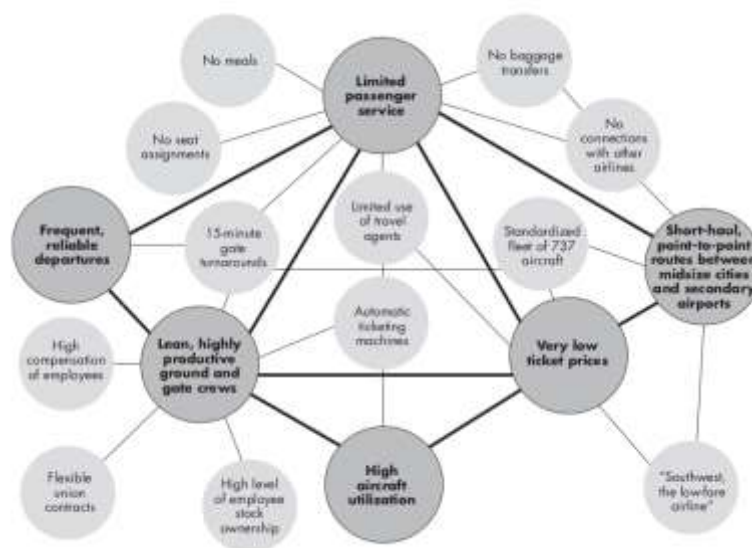 No meals
Limited
passenger
service
No baggage
transfers
No seat
assignments
No
connections
with other
airlines
Frequent,
reliable
departures
15-minute
gate
turnarounds
Limited use
of travel
agents
Standardized
fleet of 737
aircraft
Short-haul,
point-to-point
routes between
midsize cities
and secondary
airports
High
compensation
of employees
Lean, highly
productive
ground and
gate crews
Automatic
ticketing
machines
Very low
ticket prices
Flexible
union
contracts
High level
of employee
stock
ownership
High
aircraft
utilization
"Southwest,
the low-fare
airline"